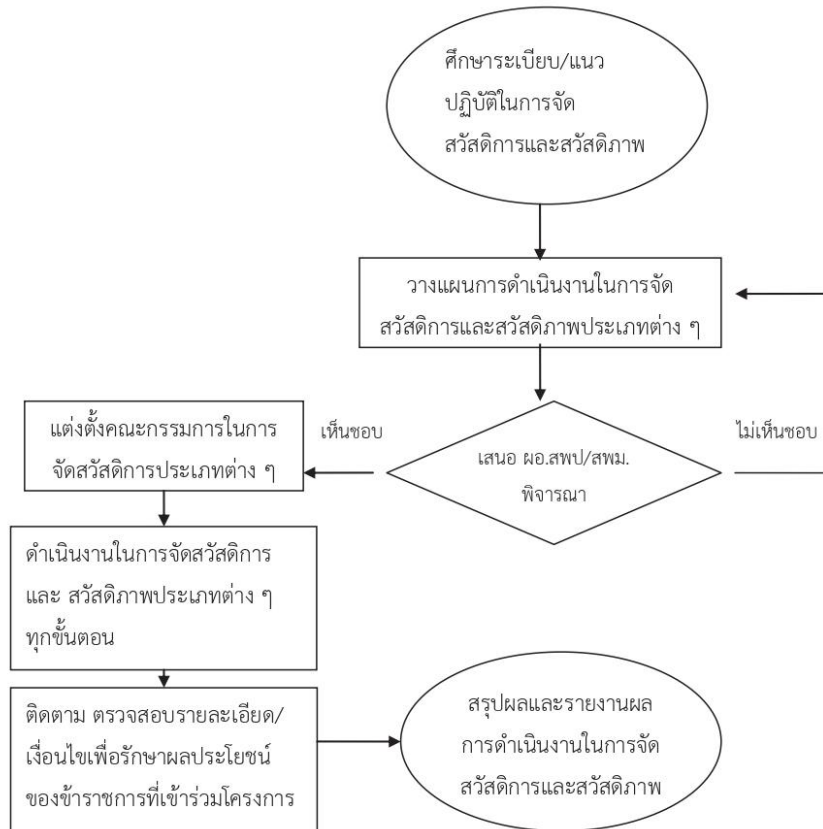 ศึกษาระเบียบ/แนว
ปฏิบัติในการจัด
สวัสดิการและสวัสดิภาพ
วางแผนการดำเนินงานในการจัด
สวัสดิการและสวัสดิภาพประเภทต่าง ๆ
เสนอ ผอ.สพป/สพม.
พิจารณา
ไม่เห็นชอบ
เห็นชอบ
แต่งตั้งคณะกรรมการในการ
จัดสวัสดิการประเภทต่าง ๆ
ดำเนินงานในการจัดสวัสดิการ
และ สวัสดิภาพประเภทต่าง ๆ
ทุกขั้นตอน
ติดตาม ตรวจสอบรายละเอียด/
เงื่อนไขเพื่อรักษาผลประโยชน์
ของข้าราชการที่เข้าร่วมโครงการ
สรุปผลและรายงานผล
การดำเนินงานในการจัด
สวัสดิการและสวัสดิภาพ